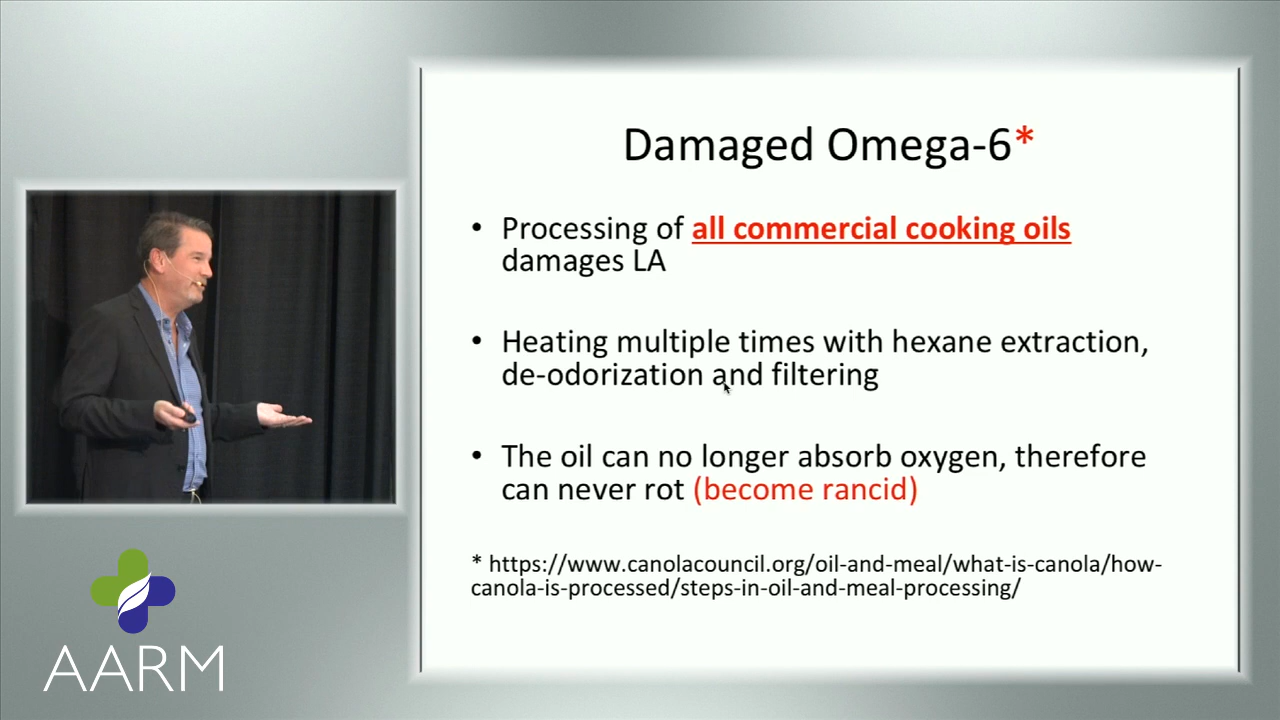 Damaged Omega-6*
• Processing of all commercial cooking oils
damages LA
• Heating multiple times with hexane extraction,
de-odorization and filtering
• The oil can no longer absorb oxygen, therefore
can never rot (become rancid)
* https://www.canolacouncil.org/oil-and-meal/what-is-canola/how-
canola-is-processed/steps-in-oil-and-meal-processing/
AARM